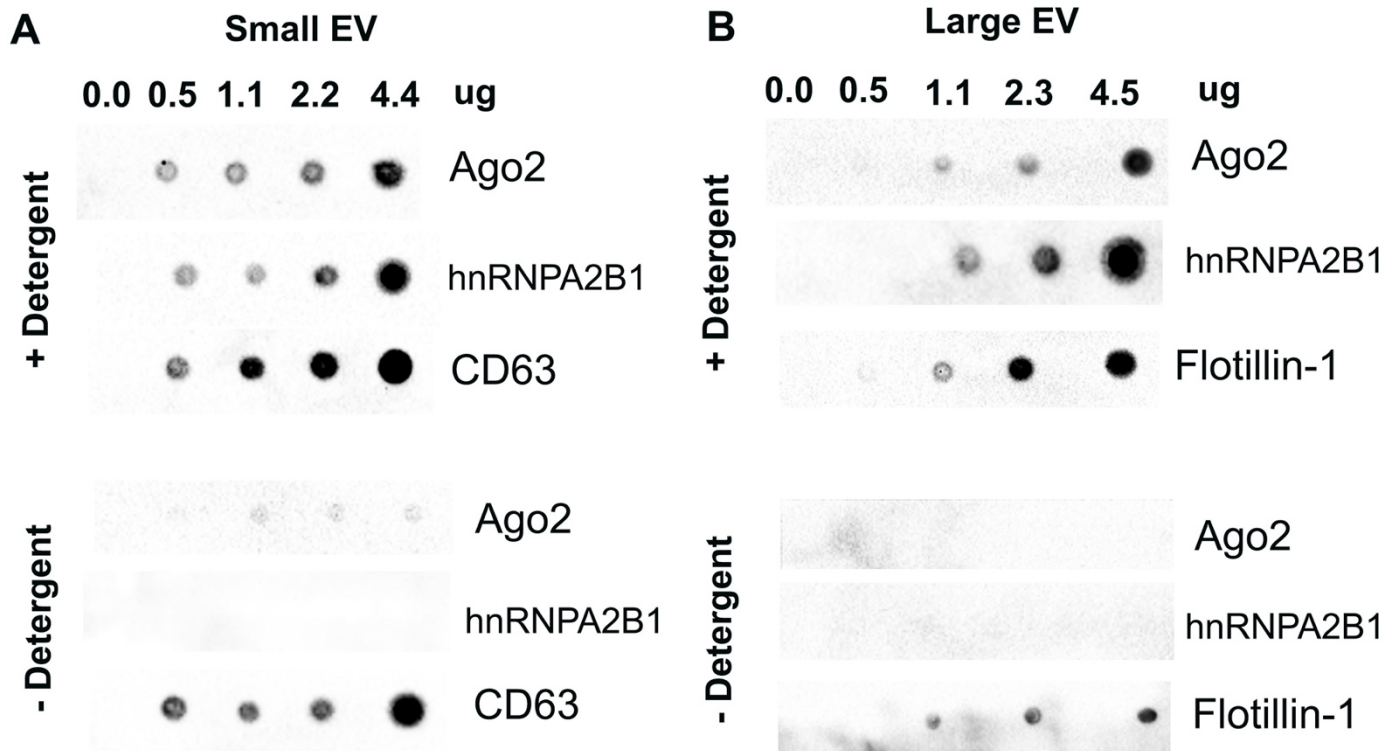 A
Small EV
0.0 0.5 1.1 2.2 4.4 ug
+ Detergent
Ago2
hnRNPA2B1
CD63
- Detergent
Ago2
hnRNPA2B1
CD63
B
Large EV
0.0 0.5 1.1 2.3 4.5 ug
+ Detergent
Ago2
hnRNPA2B1
Flotillin-1
- Detergent
Ago2
hnRNPA2B1
Flotillin-1